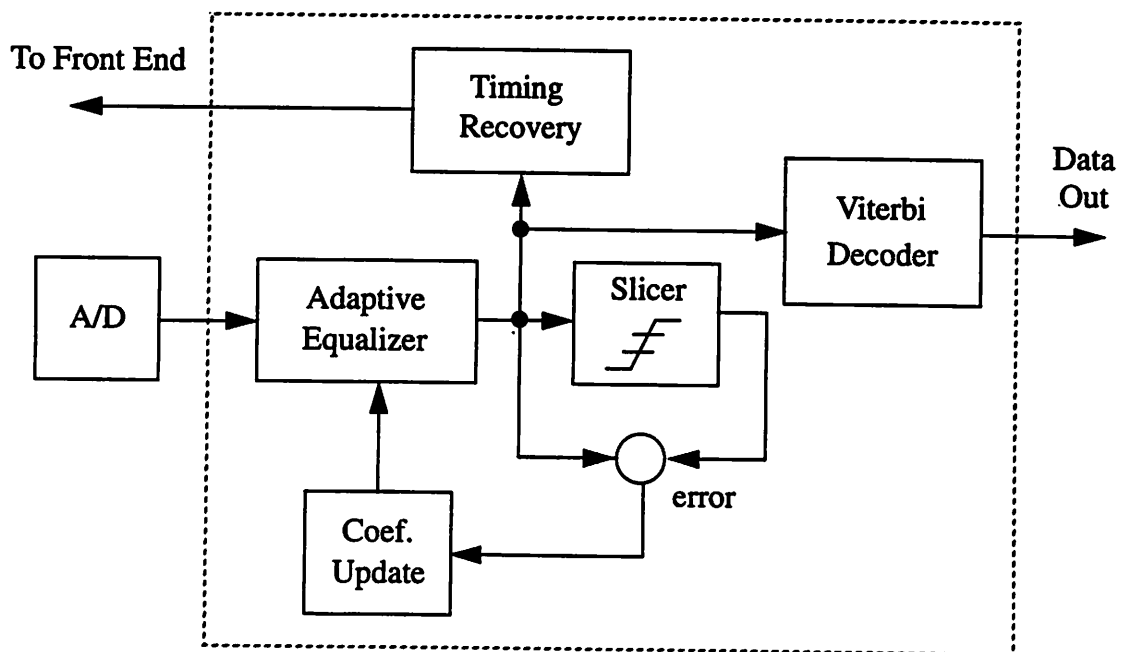 To Front End
Timing
Recovery
Data
Out
Viterbi
Decoder
A/D
Adaptive
Equalizer
Slicer
error
Coef.
Update